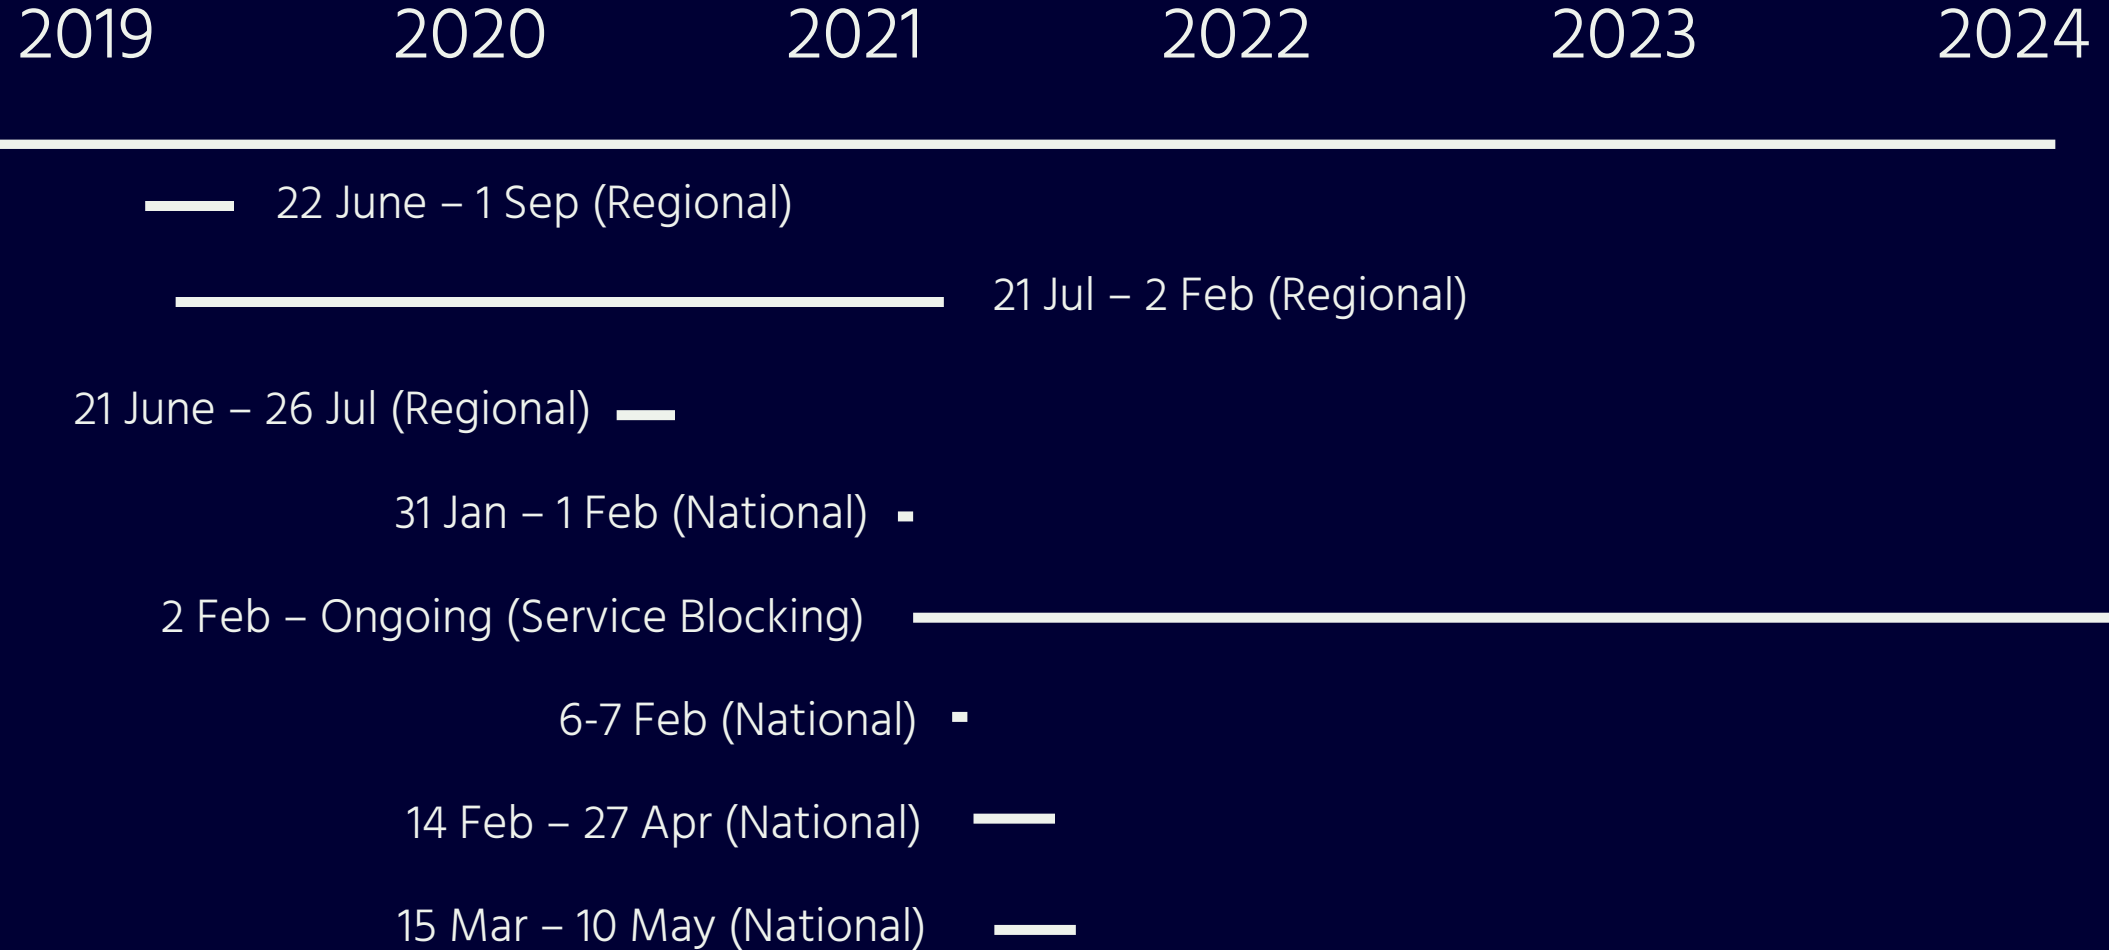 2019 2020 2021 2022 2023 2024
22 June – 1 Sep (Regional)
21 Jul – 2 Feb (Regional)
21 June – 26 Jul (Regional)
31 Jan – 1 Feb (National)
2 Feb – Ongoing (Service Blocking)
6-7 Feb (National)
14 Feb – 27 Apr (National)
15 Mar – 10 May (National)